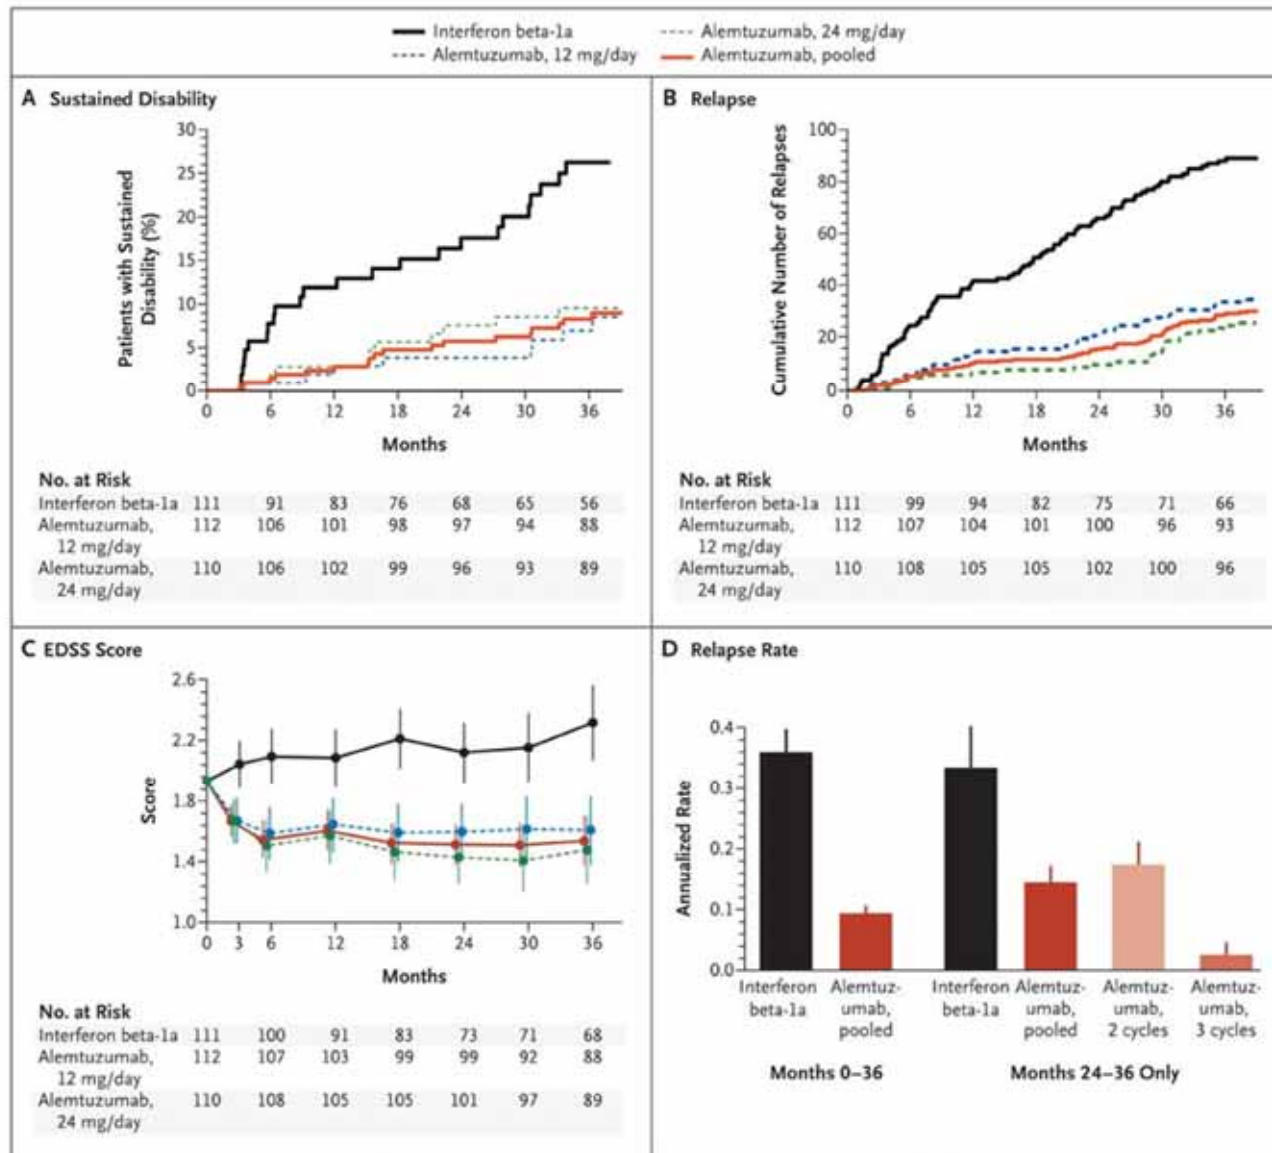 Interferon beta-1a
Alemtuzumab, 24 mg/day
Alemtuzumab, 12 mg/day
Alemtuzumab, pooled
A Sustained Disability
Patients with Sustained
Disability (%)
30
25
20
15
10
5
0
0 6 12 18 24 30 36
Months
No. at Risk
Interferon beta-1a 111 91 83 76 68 65 56
Alemtuzumab, 112 106 101 98 97 94 88
12 mg/day
Alemtuzumab, 110 106 102 99 96 93 89
24 mg/day
B Relapse
Cumulative Number of Relapses
100
80
60
40
20
0
0 6 12 18 24 30 36
Months
No. at Risk
Interferon beta-1a 111 99 94 82 75 71 66
Alemtuzumab, 112 107 104 101 100 96 93
12 mg/day
Alemtuzumab, 110 108 105 105 102 100 96
24 mg/day
C EDSS Score
Score
2.6
2.2
1.8
1.4
1.0
0 3 6 12 18 24 30 36
Months
No. at Risk
Interferon beta-1a 111 100 91 83 73 71 68
Alemtuzumab, 112 107 103 99 99 92 88
12 mg/day
Alemtuzumab, 110 108 105 105 101 97 89
24 mg/day
D Relapse Rate
Annualized Rate
0.4
0.3
0.2
0.1
0.0
Interferon Alemtuz- Interferon Alemtuz- Alemtuz- Alemtuz-
beta-1a umab, beta-1a umab, umab, umab,
pooled pooled 2 cycles 3 cycles
Months 0–36 Months 24–36 Only